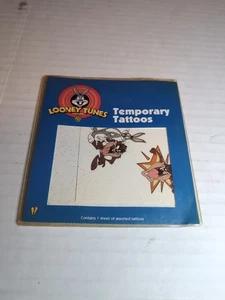 LOONEY TUNES
Temporary
Tattoos
Contains 1 sheet of assorted tattoos